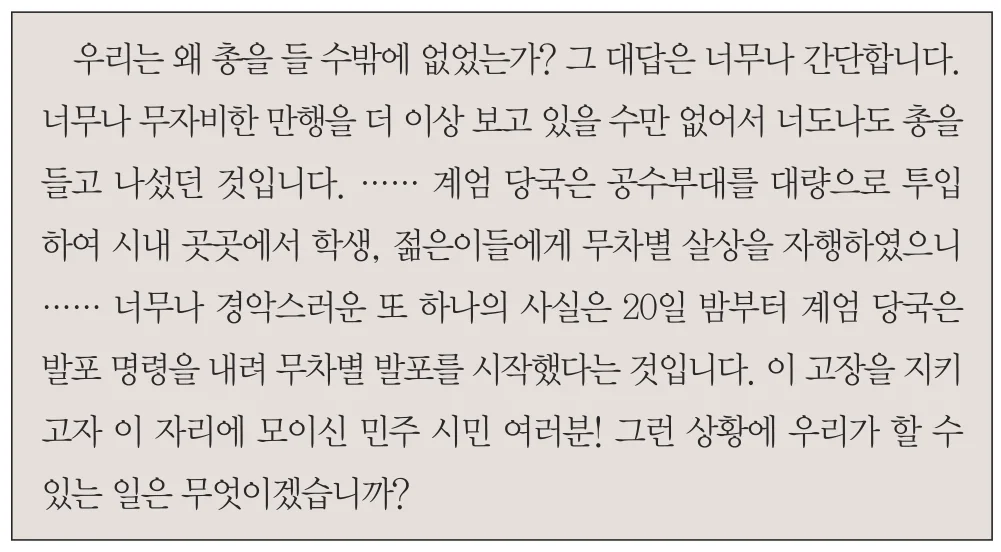 우리는 왜 총을 들 수밖에 없었는가? 그 대답은 너무나 간단합니다.
너무나 무자비한 만행을 더 이상 보고 있을 수만 없어서 너도나도 총을
들고 나섰던 것입니다. …… 계엄 당국은 공수부대를 대량으로 투입
하여 시내 곳곳에서 학생, 젊은이들에게 무차별 살상을 자행하였으니
…… 너무나 경악스러운 또 하나의 사실은 20일 밤부터 계엄 당국은
발포 명령을 내려 무차별 발포를 시작했다는 것입니다. 이 고장을 지키
고자 이 자리에 모이신 민주 시민 여러분! 그런 상황에 우리가 할 수
있는 일은 무엇이겠습니까?